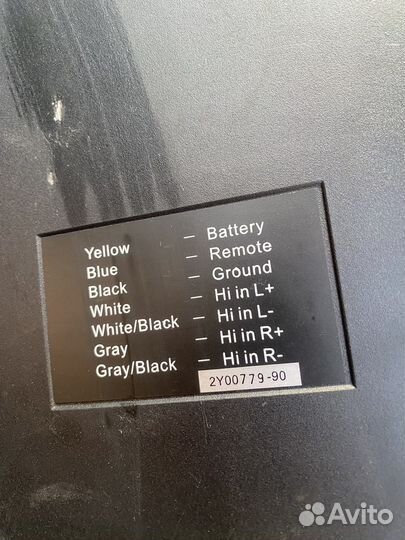 Yellow – Battery
Blue – Remote
Black – Ground
White – Hi in L+
White/Black – Hi in L-
Gray – Hi in R+
Gray/Black – Hi in R-
2Y00779-90
Avito